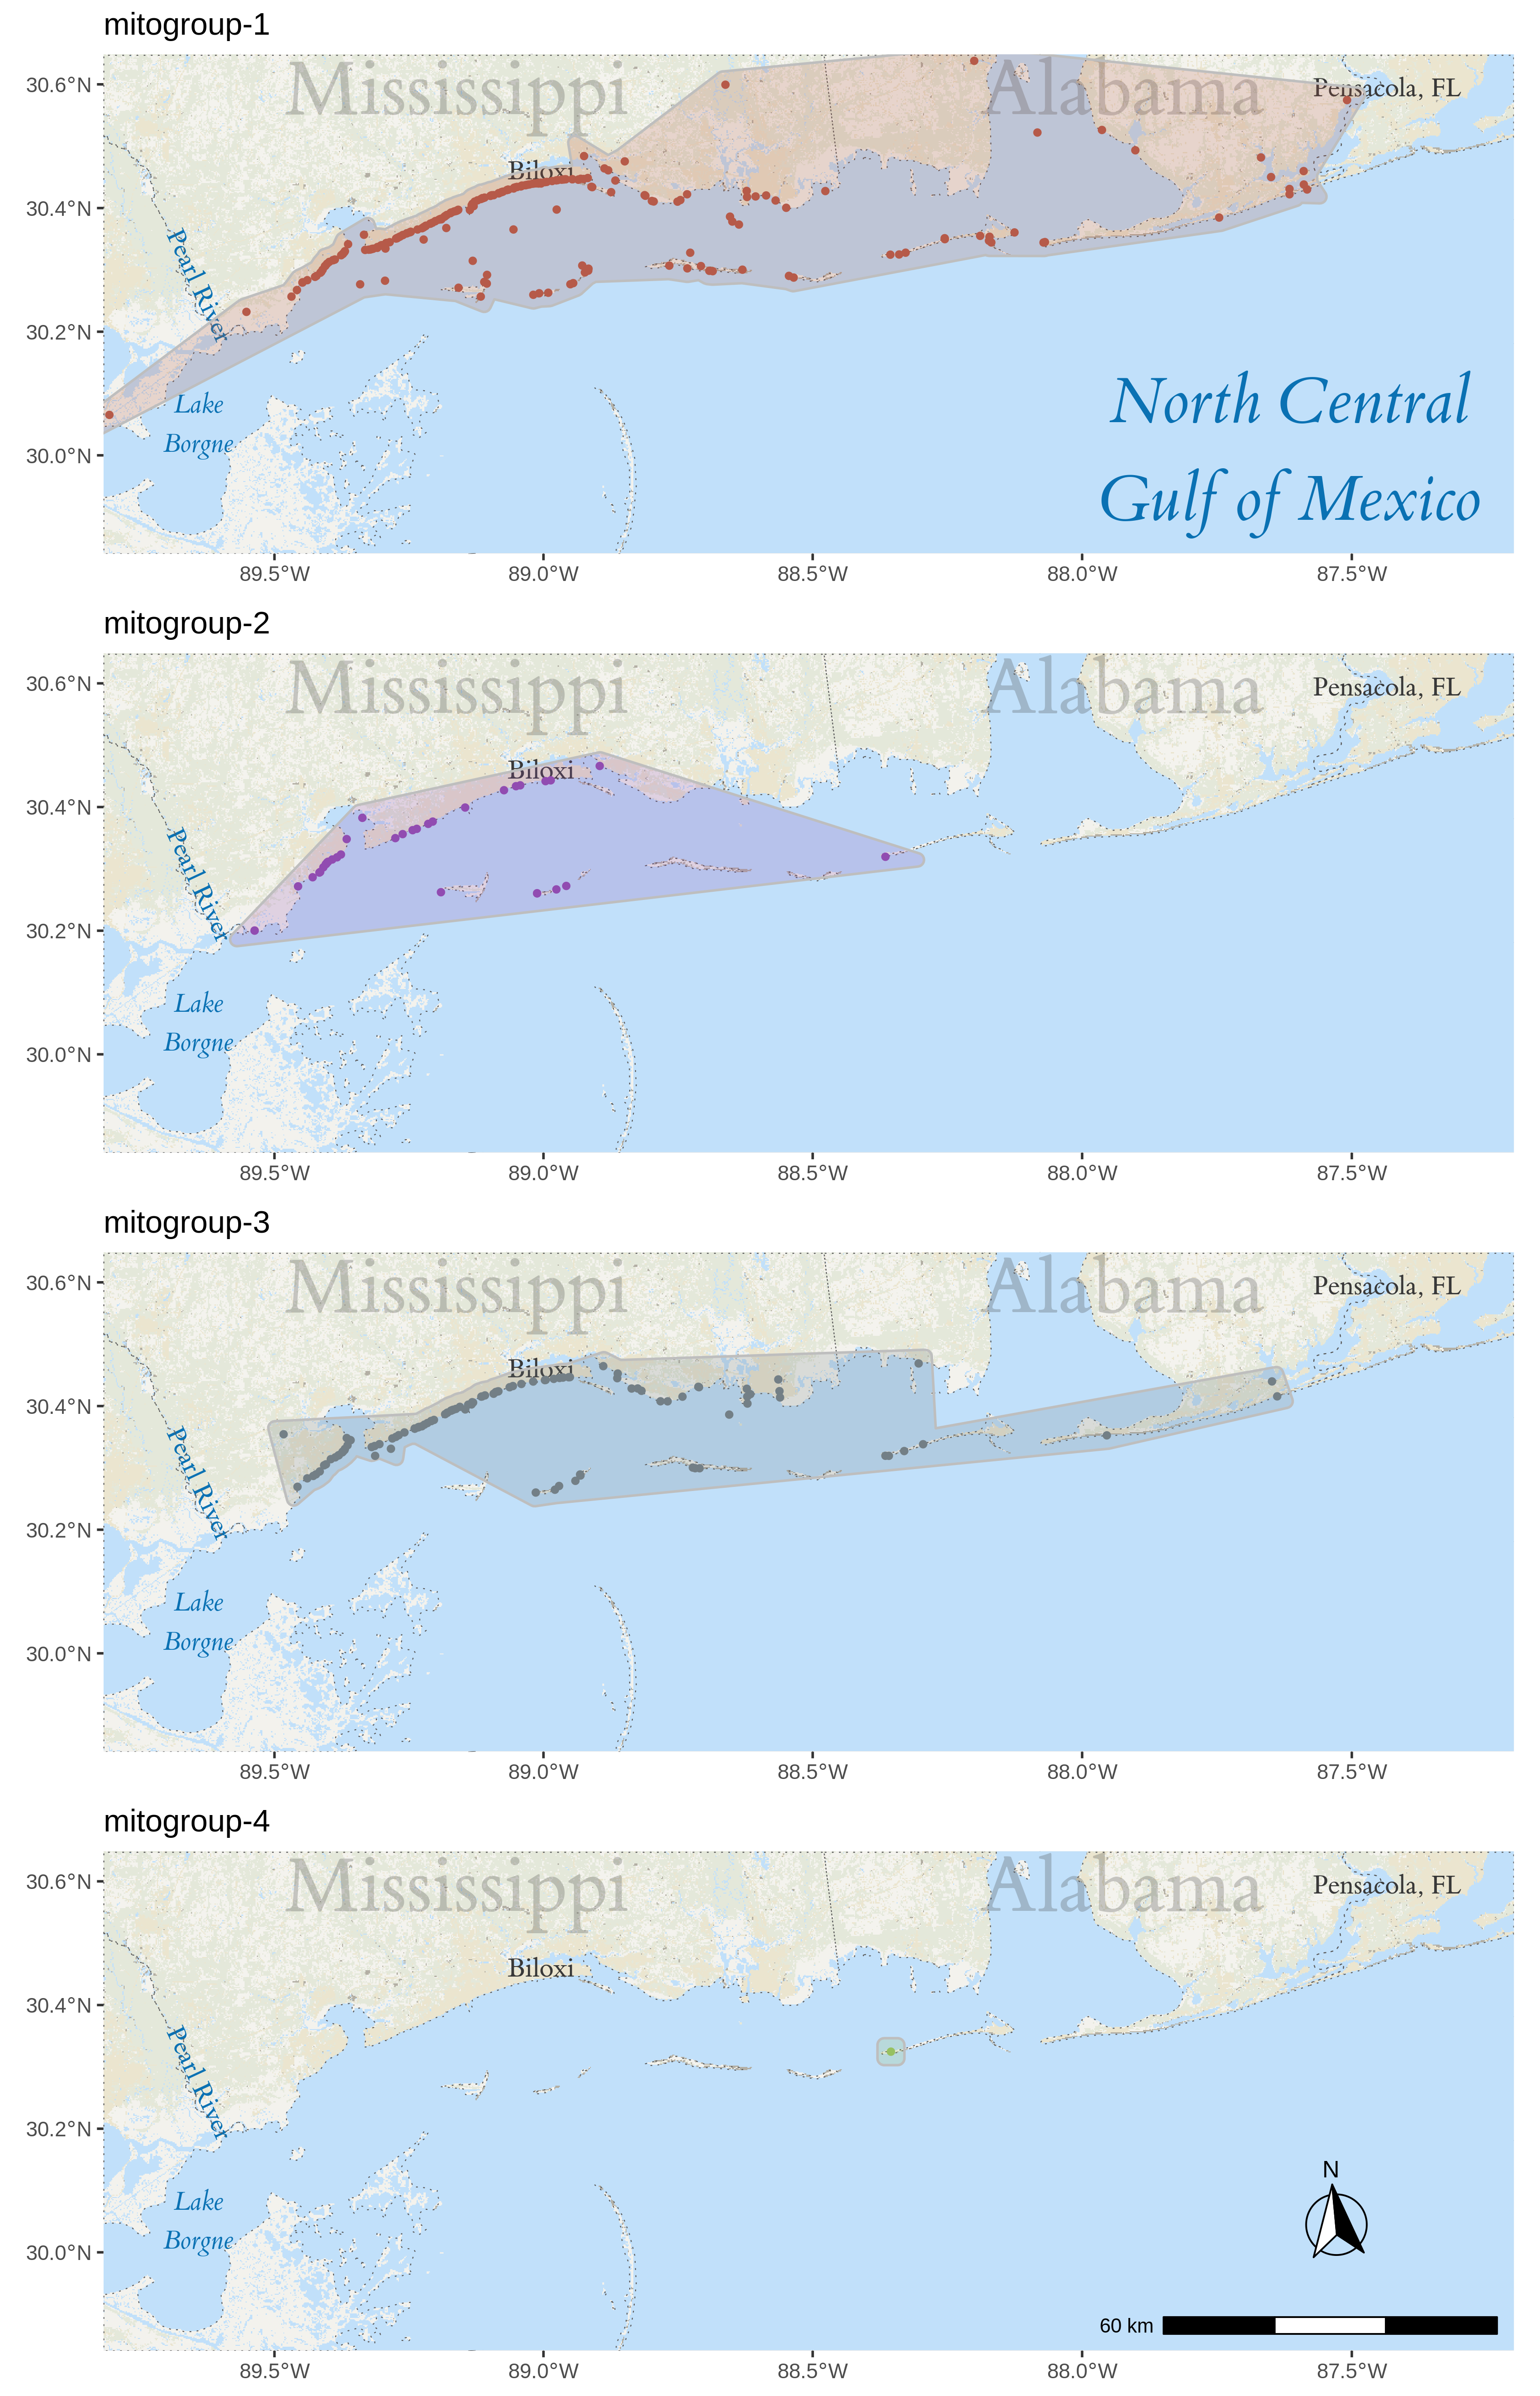 mitogroup-1
30.6°N
Mississippi
Alabama
Pensacola, FL
30.4°N
Biloxi
Pearl River
30.2°N
Lake
Borgne
30.0°N
North Central
Gulf of Mexico
89.5°W
89.0°W
88.5°W
88.0°W
87.5°W
mitogroup-2
30.6°N
Mississippi
Alabama
Pensacola, FL
30.4°N
Biloxi
Pearl River
30.2°N
Lake
Borgne
30.0°N
89.5°W
89.0°W
88.5°W
88.0°W
87.5°W
mitogroup-3
30.6°N
Mississippi
Alabama
Pensacola, FL
30.4°N
Biloxi
Pearl River
30.2°N
Lake
Borgne
30.0°N
89.5°W
89.0°W
88.5°W
88.0°W
87.5°W
mitogroup-4
30.6°N
Mississippi
Alabama
Pensacola, FL
30.4°N
Biloxi
Pearl River
30.2°N
Lake
Borgne
30.0°N
N
60 km
89.5°W
89.0°W
88.5°W
88.0°W
87.5°W